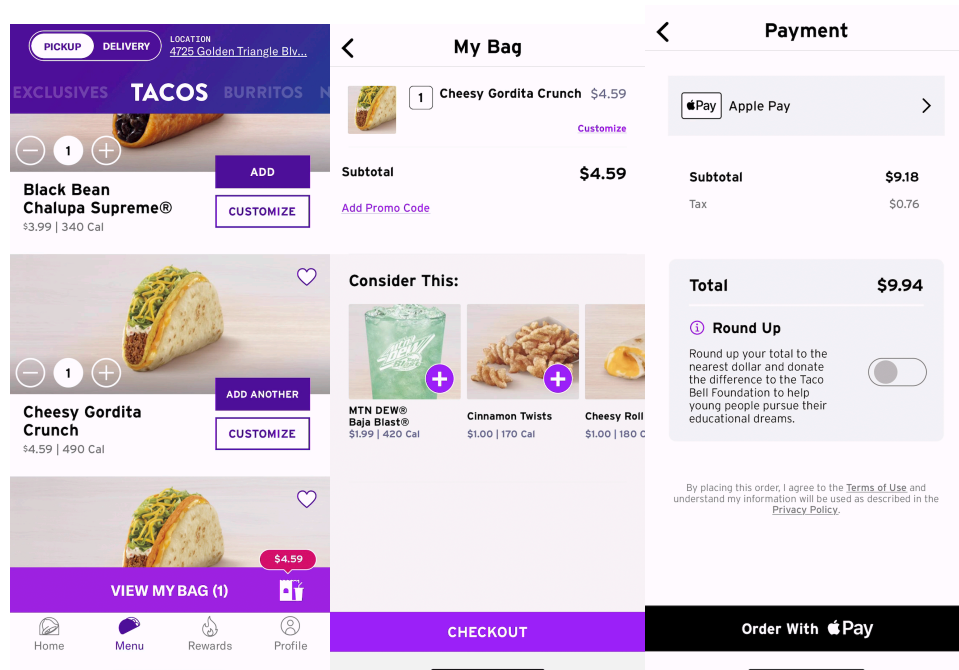 PICKUP DELIVERY
LOCATION
4725 Golden Triangle Blv...
EXCLUSIVES TACOS BURRITOS N
1
ADD
Black Bean
Chalupa Supreme®
CUSTOMIZE
$3.99 | 340 Cal
1
ADD ANOTHER
Cheesy Gordita
Crunch
CUSTOMIZE
$4.59 | 490 Cal
$4.59
VIEW MY BAG (1)
Home Menu Rewards Profile
My Bag
1 Cheesy Gordita Crunch $4.59
Customize
Subtotal $4.59
Add Promo Code
Consider This:
MTN DEW®
Baja Blast®
$1.99 | 420 Cal
Cinnamon Twists
$1.00 | 170 Cal
Cheesy Roll
$1.00 | 180 C
CHECKOUT
Payment
Pay Apple Pay
Subtotal $9.18
Tax $0.76
Total $9.94
Round Up
Round up your total to the
nearest dollar and donate
the difference to the Taco
Bell Foundation to help
young people pursue their
educational dreams.
By placing this order, I agree to the Terms of Use and
understand my information will be used as described in the
Privacy Policy.
Order With Pay